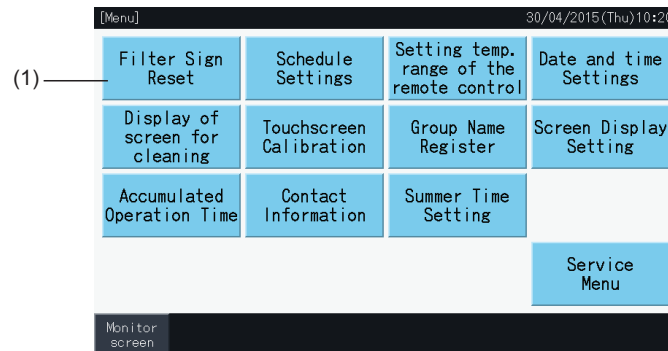 [Menu]
30/04/2015(Thu)10:20
(1)
Filter Sign
Reset
Schedule
Settings
Setting temp.
range of the
remote control
Date and time
Settings
Display of
screen for
cleaning
Touchscreen
Calibration
Group Name
Register
Screen Display
Setting
Accumulated
Operation Time
Contact
Information
Summer Time
Setting
Service
Menu
Monitor
screen